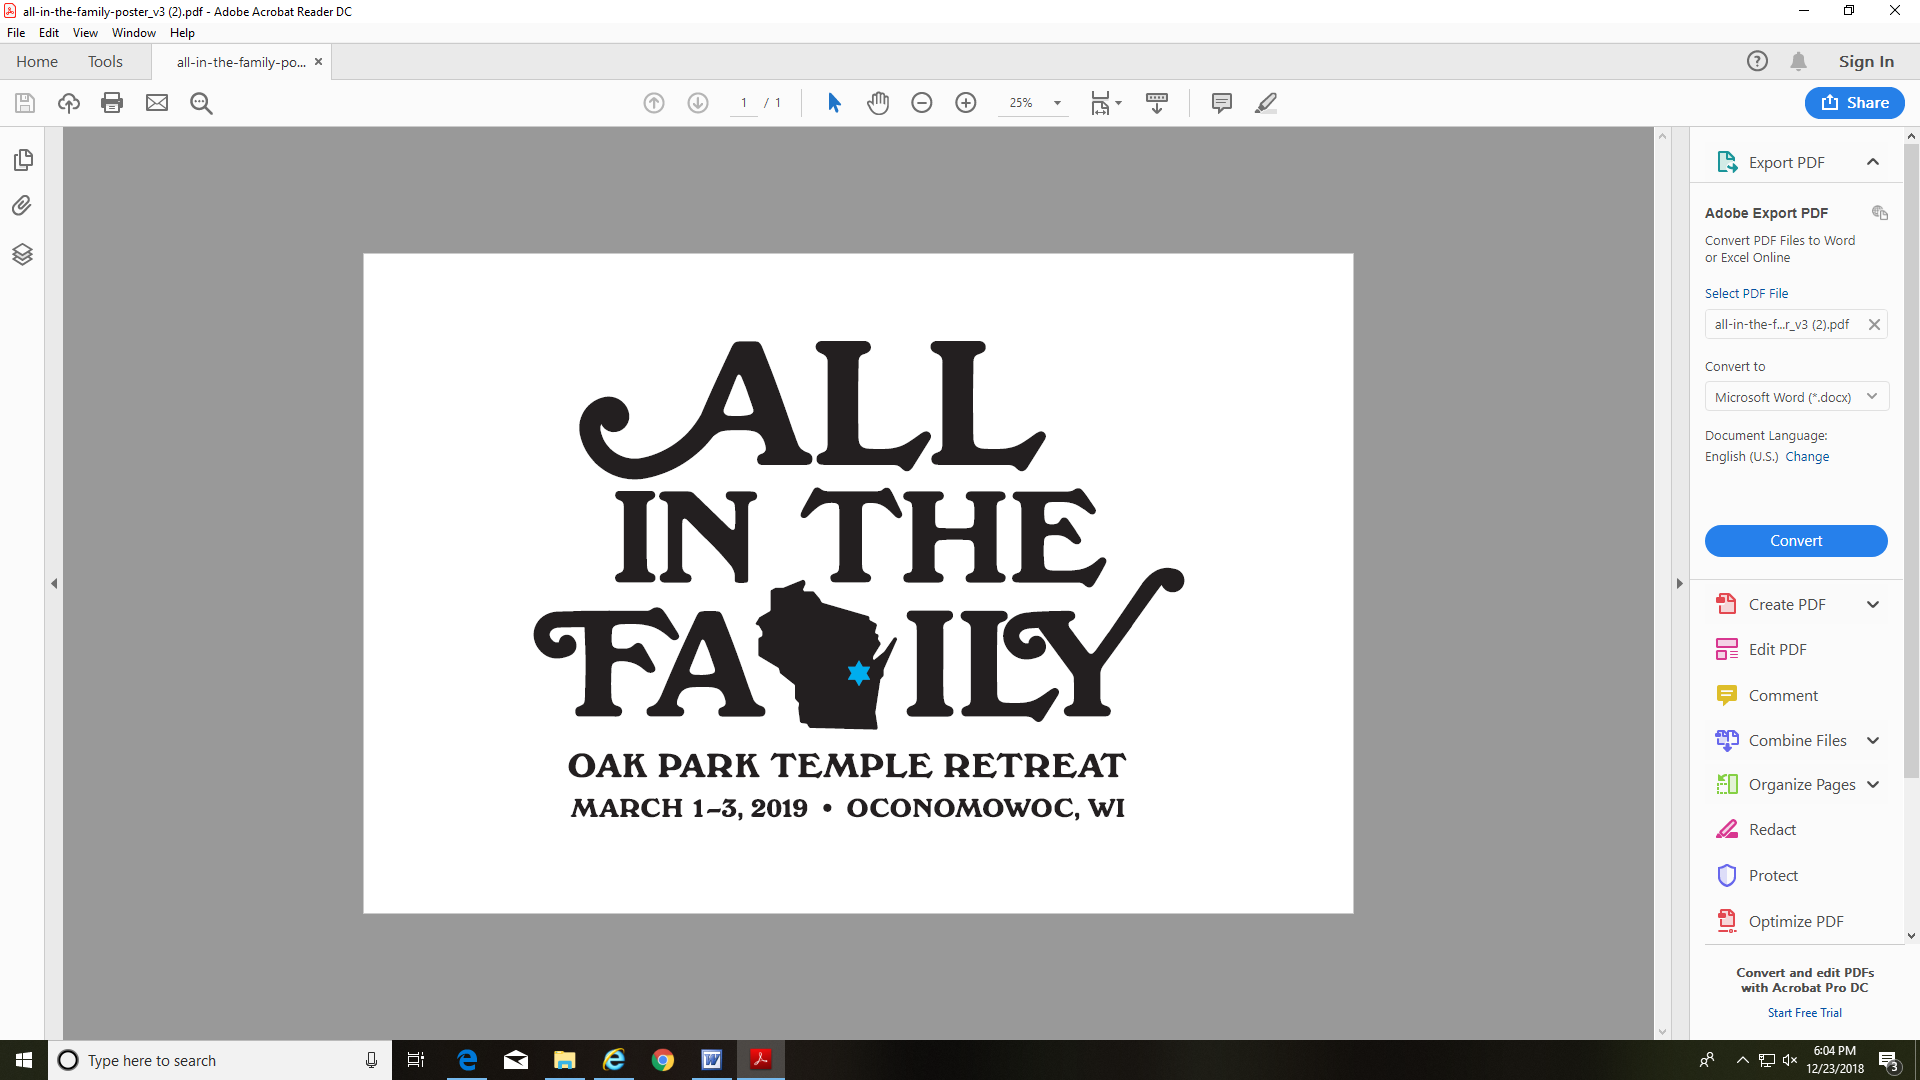 all-in-the-family-poster_v3 (2).pdf - Adobe Acrobat Reader DC
File Edit View Window Help
Home Tools all-in-the-family-po... Sign In
1 / 1 25% Share
Export PDF
Adobe Export PDF
Convert PDF Files to Word
or Excel Online
Select PDF File
all-in-the-f...r_v3 (2).pdf
Convert to
Microsoft Word (*.docx)
Document Language:
English (U.S.) Change
Convert
Create PDF
Edit PDF
Comment
Combine Files
Organize Pages
Redact
Protect
Optimize PDF
Convert and edit PDFs
with Acrobat Pro DC
Start Free Trial
ALL
IN THE
FA ILY
OAK PARK TEMPLE RETREAT
MARCH 1–3, 2019 • OCONOMOWOC, WI
Type here to search
6:04 PM
12/23/2018
3